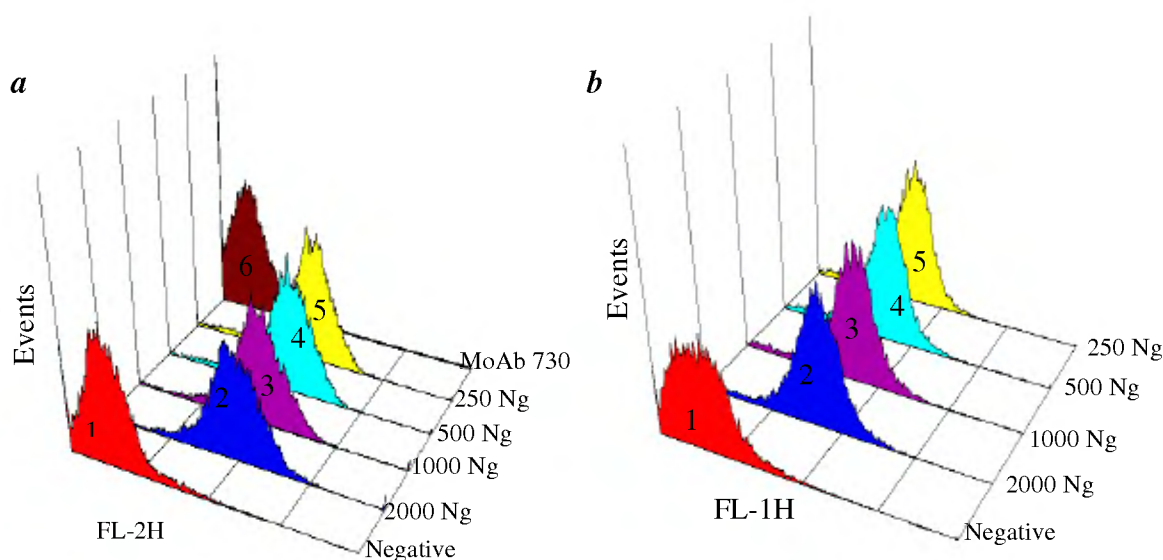 a
Events
1
2
3
4
5
6
MoAb 730
250 Ng
500 Ng
1000 Ng
2000 Ng
Negative
FL-2H
b
Events
1
2
3
4
5
250 Ng
500 Ng
1000 Ng
2000 Ng
Negative
FL-1H